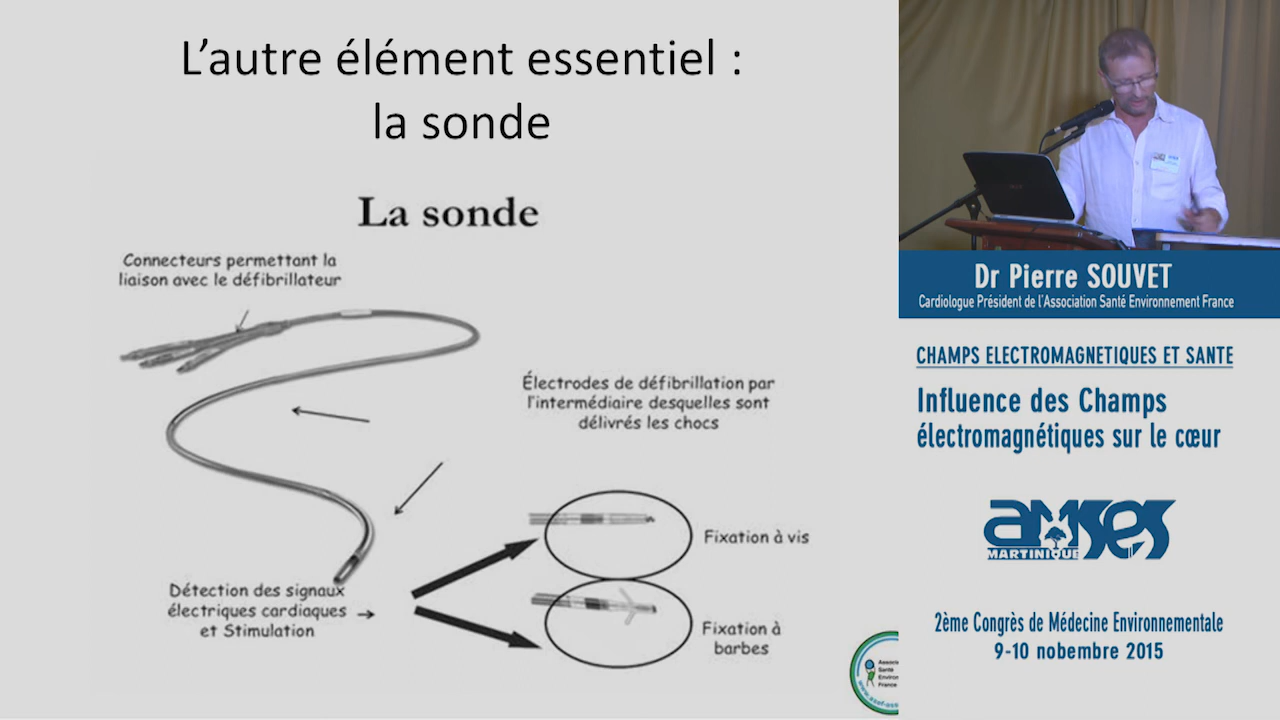 L’autre élément essentiel :
la sonde
La sonde
Connecteurs permettant la
liaison avec le défibrillateur
Électrodes de défibrillation par
l'intermédiaire desquelles sont
délivrés les chocs
Fixation à vis
Détection des signaux
électriques cardiaques
et Stimulation
Fixation à
barbes
Dr Pierre SOUVET
Cardiologue Président de l'Association Santé Environnement France
CHAMPS ELECTROMAGNETIQUES ET SANTE
Influence des Champs
électromagnétiques sur le cœur
amses
MARTINIQUE
2ème Congrès de Médecine Environnementale
9-10 nobembre 2015